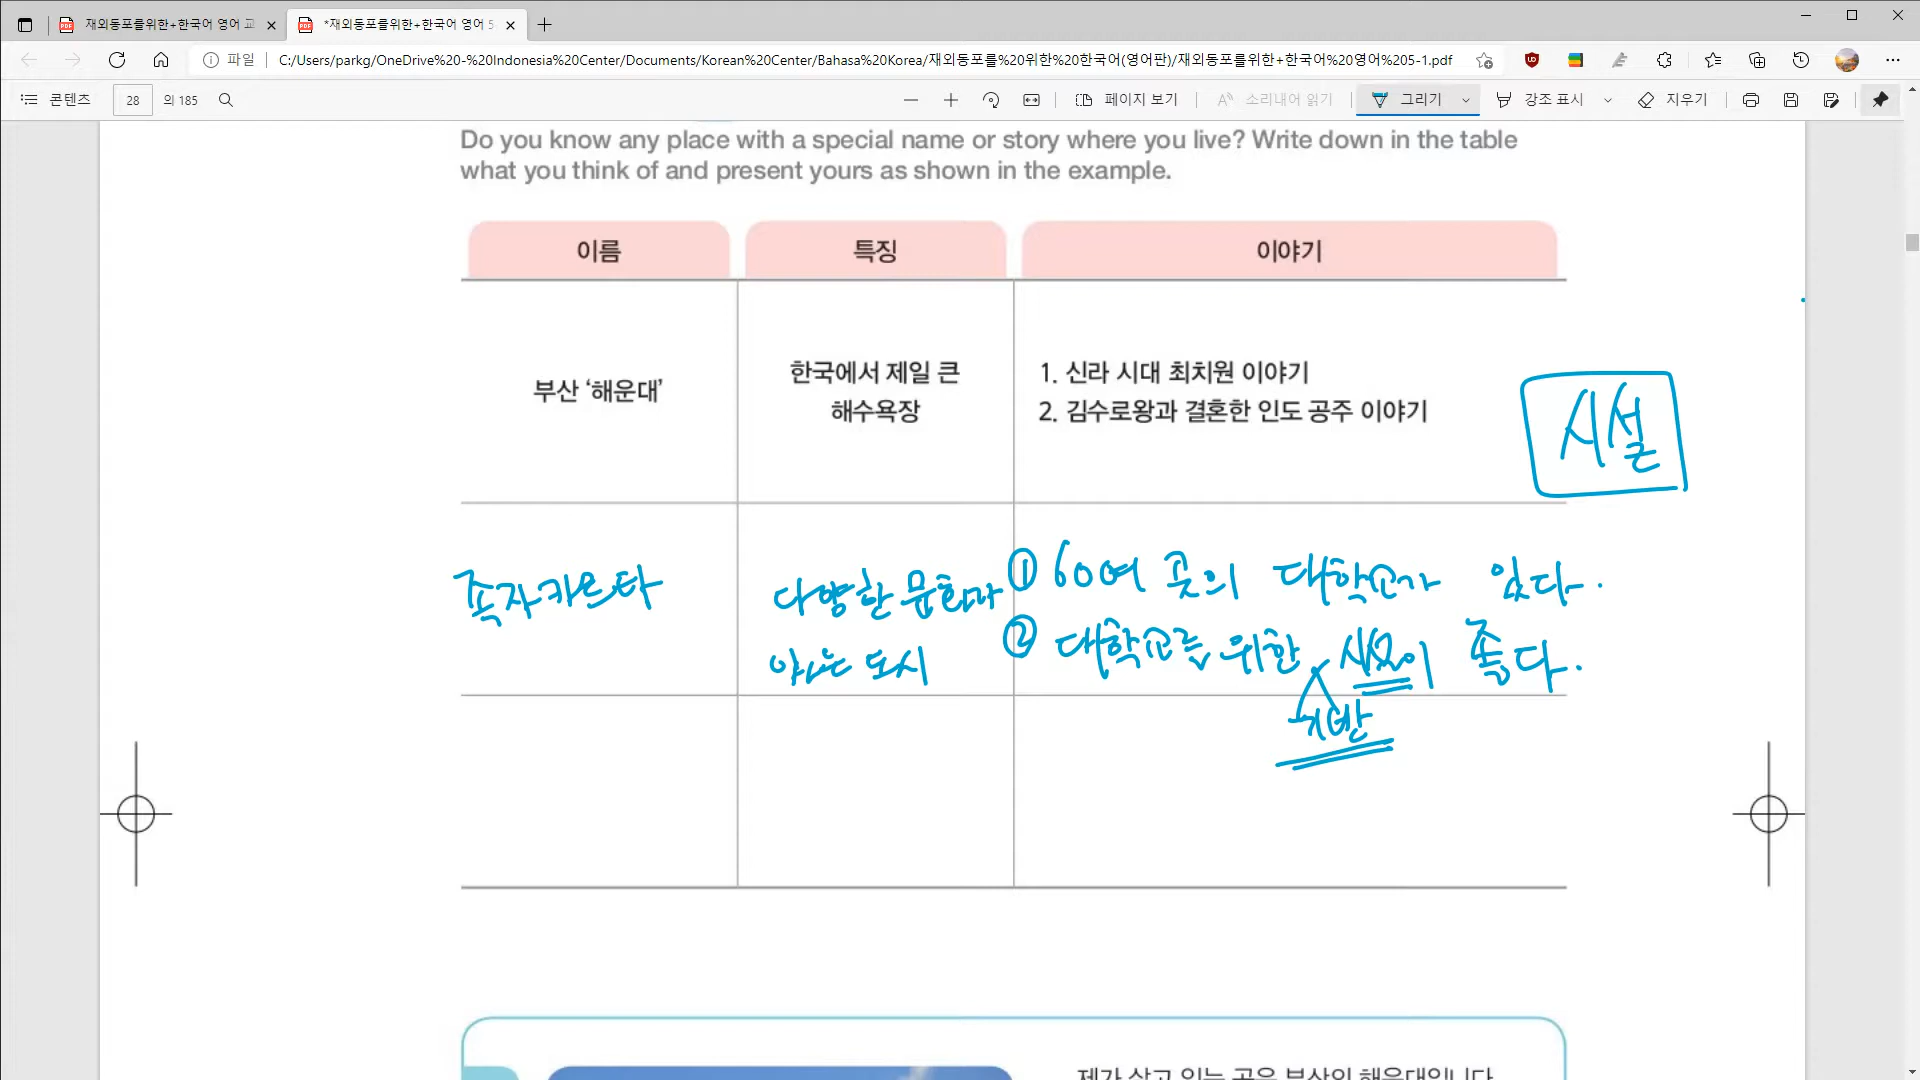 재외동포를위한+한국어 영어 교
*재외동포를위한+한국어 영어 5
파일
C:/Users/parkg/OneDrive%20-%20Indonesia%20Center/Documents/Korean%20Center/Bahasa%20Korea/재외동포를%20위한%20한국어(영어판)/재외동포를위한+한국어%20영어%205-1.pdf
콘텐츠 28 의 185 페이지 보기 소리내어 읽기 그리기 강조 표시 지우기
Do you know any place with a special name or story where you live? Write down in the table
what you think of and present yours as shown in the example.
이름 특징 이야기
부산 ‘해운대’
한국에서 제일 큰
해수욕장
1. 신라 시대 최치원 이야기
2. 김수로왕과 결혼한 인도 공주 이야기
시설
족자카르타
다양한 문화가
있는 도시
① 60여 곳의 대학교가 있다.
② 대학교를 위한 시설이 좋다.
기반
제가 살고 있는 곳은 부산의 해운대입니다